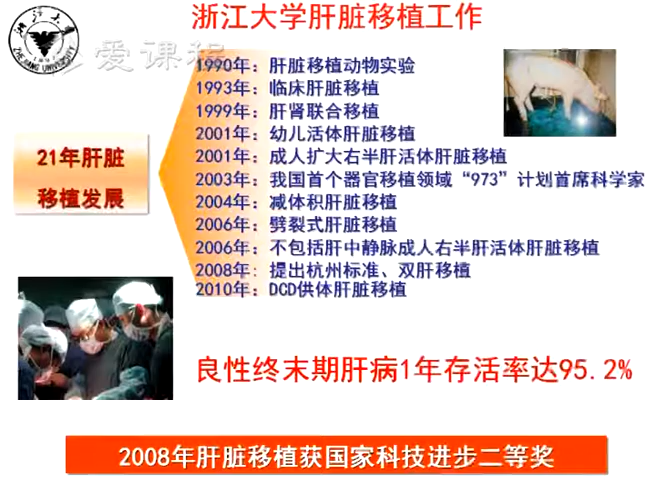 浙江大学肝脏移植工作
爱课程
ZHEJIANG UNIVERSITY
1990年：肝脏移植动物实验
1993年：临床肝脏移植
1999年：肝肾联合移植
2001年：幼儿活体肝脏移植
2001年：成人扩大右半肝活体肝脏移植
2003年：我国首个器官移植领域“973”计划首席科学家
2004年：减体积肝脏移植
2006年：劈裂式肝脏移植
2006年：不包括肝中静脉成人右半肝活体肝脏移植
2008年：提出杭州标准、双肝移植
2010年：DCD供体肝脏移植
21年肝脏
移植发展
良性终末期肝病1年存活率达95.2%
2008年肝脏移植获国家科技进步二等奖